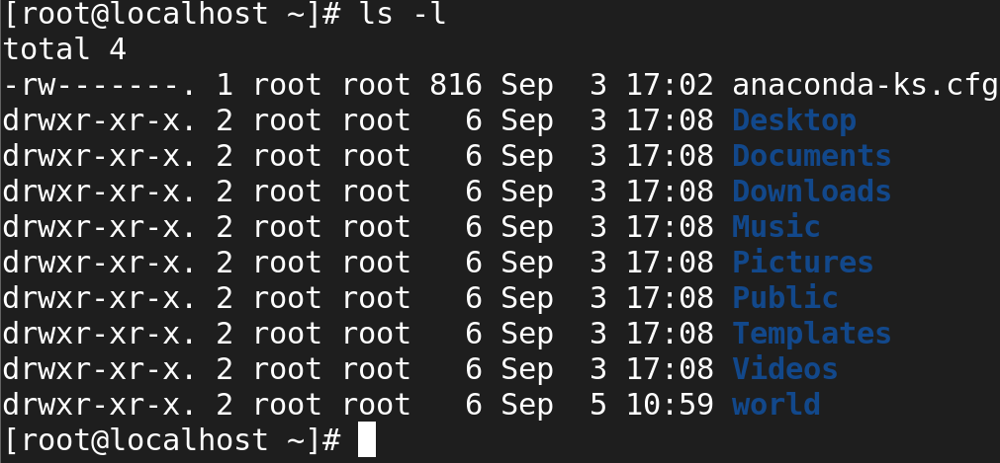 [root@localhost ~]# ls -l
total 4
-rw-------. 1 root root 816 Sep  3 17:02 anaconda-ks.cfg
drwxr-xr-x. 2 root root   6 Sep  3 17:08 Desktop
drwxr-xr-x. 2 root root   6 Sep  3 17:08 Documents
drwxr-xr-x. 2 root root   6 Sep  3 17:08 Downloads
drwxr-xr-x. 2 root root   6 Sep  3 17:08 Music
drwxr-xr-x. 2 root root   6 Sep  3 17:08 Pictures
drwxr-xr-x. 2 root root   6 Sep  3 17:08 Public
drwxr-xr-x. 2 root root   6 Sep  3 17:08 Templates
drwxr-xr-x. 2 root root   6 Sep  3 17:08 Videos
drwxr-xr-x. 2 root root   6 Sep  5 10:59 world
[root@localhost ~]#